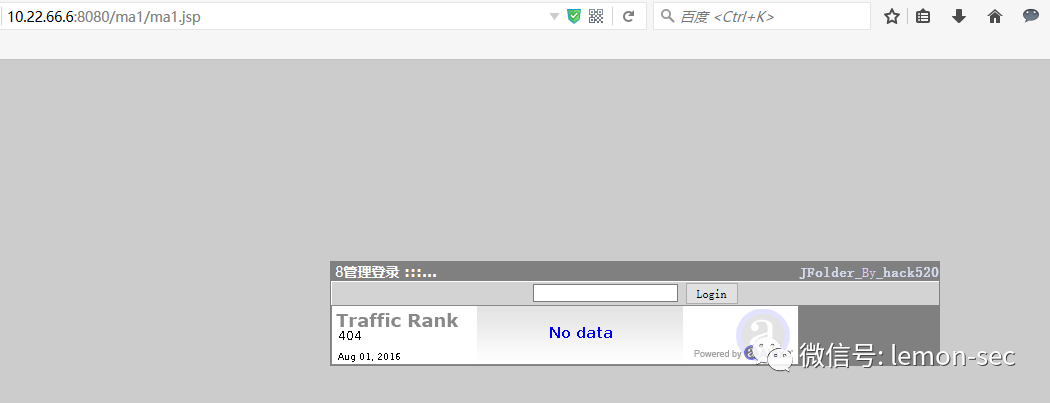 10.22.66.6:8080/ma1/ma1.jsp
百度 <Ctrl+K>
8管理登录 :::...
JFolder_By_hack520
Login
Traffic Rank
404
No data
Aug 01, 2016
a
Powered by
微信号: lemon-sec